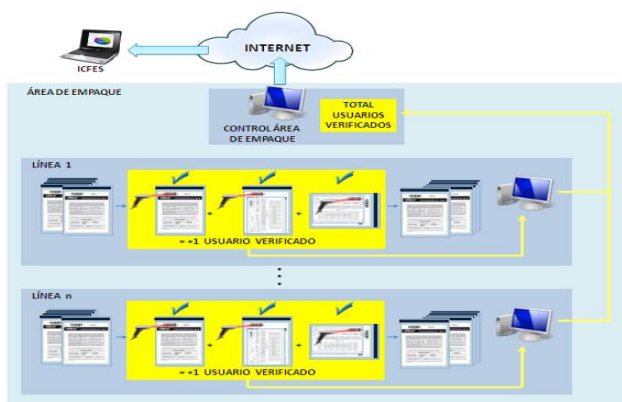 INTERNET
ICFES
ÁREA DE EMPAQUE
CONTROL ÁREA
DE EMPAQUE
TOTAL
USUARIOS
VERIFICADOS
LÍNEA 1
= +1 USUARIO VERIFICADO
LÍNEA n
= +1 USUARIO VERIFICADO